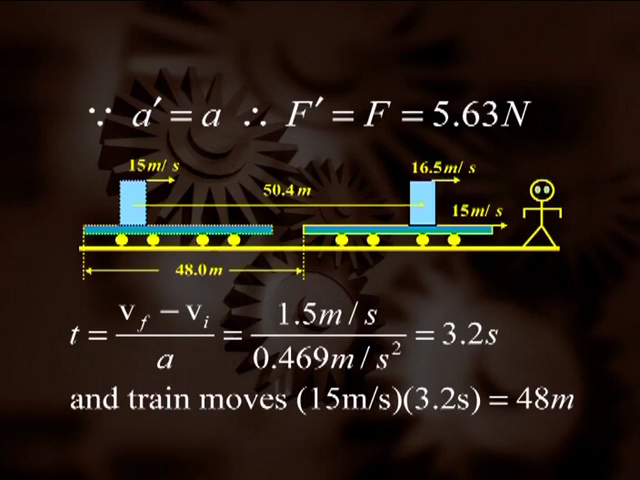 ∵ a′ = a ∴ F′ = F = 5.63N
15m/ s 16.5m/ s
50.4 m
15m/ s
48.0m
t = (v_f − v_i)/a = (1.5m / s)/(0.469m / s²) = 3.2s
and train moves (15m/s)(3.2s) = 48m